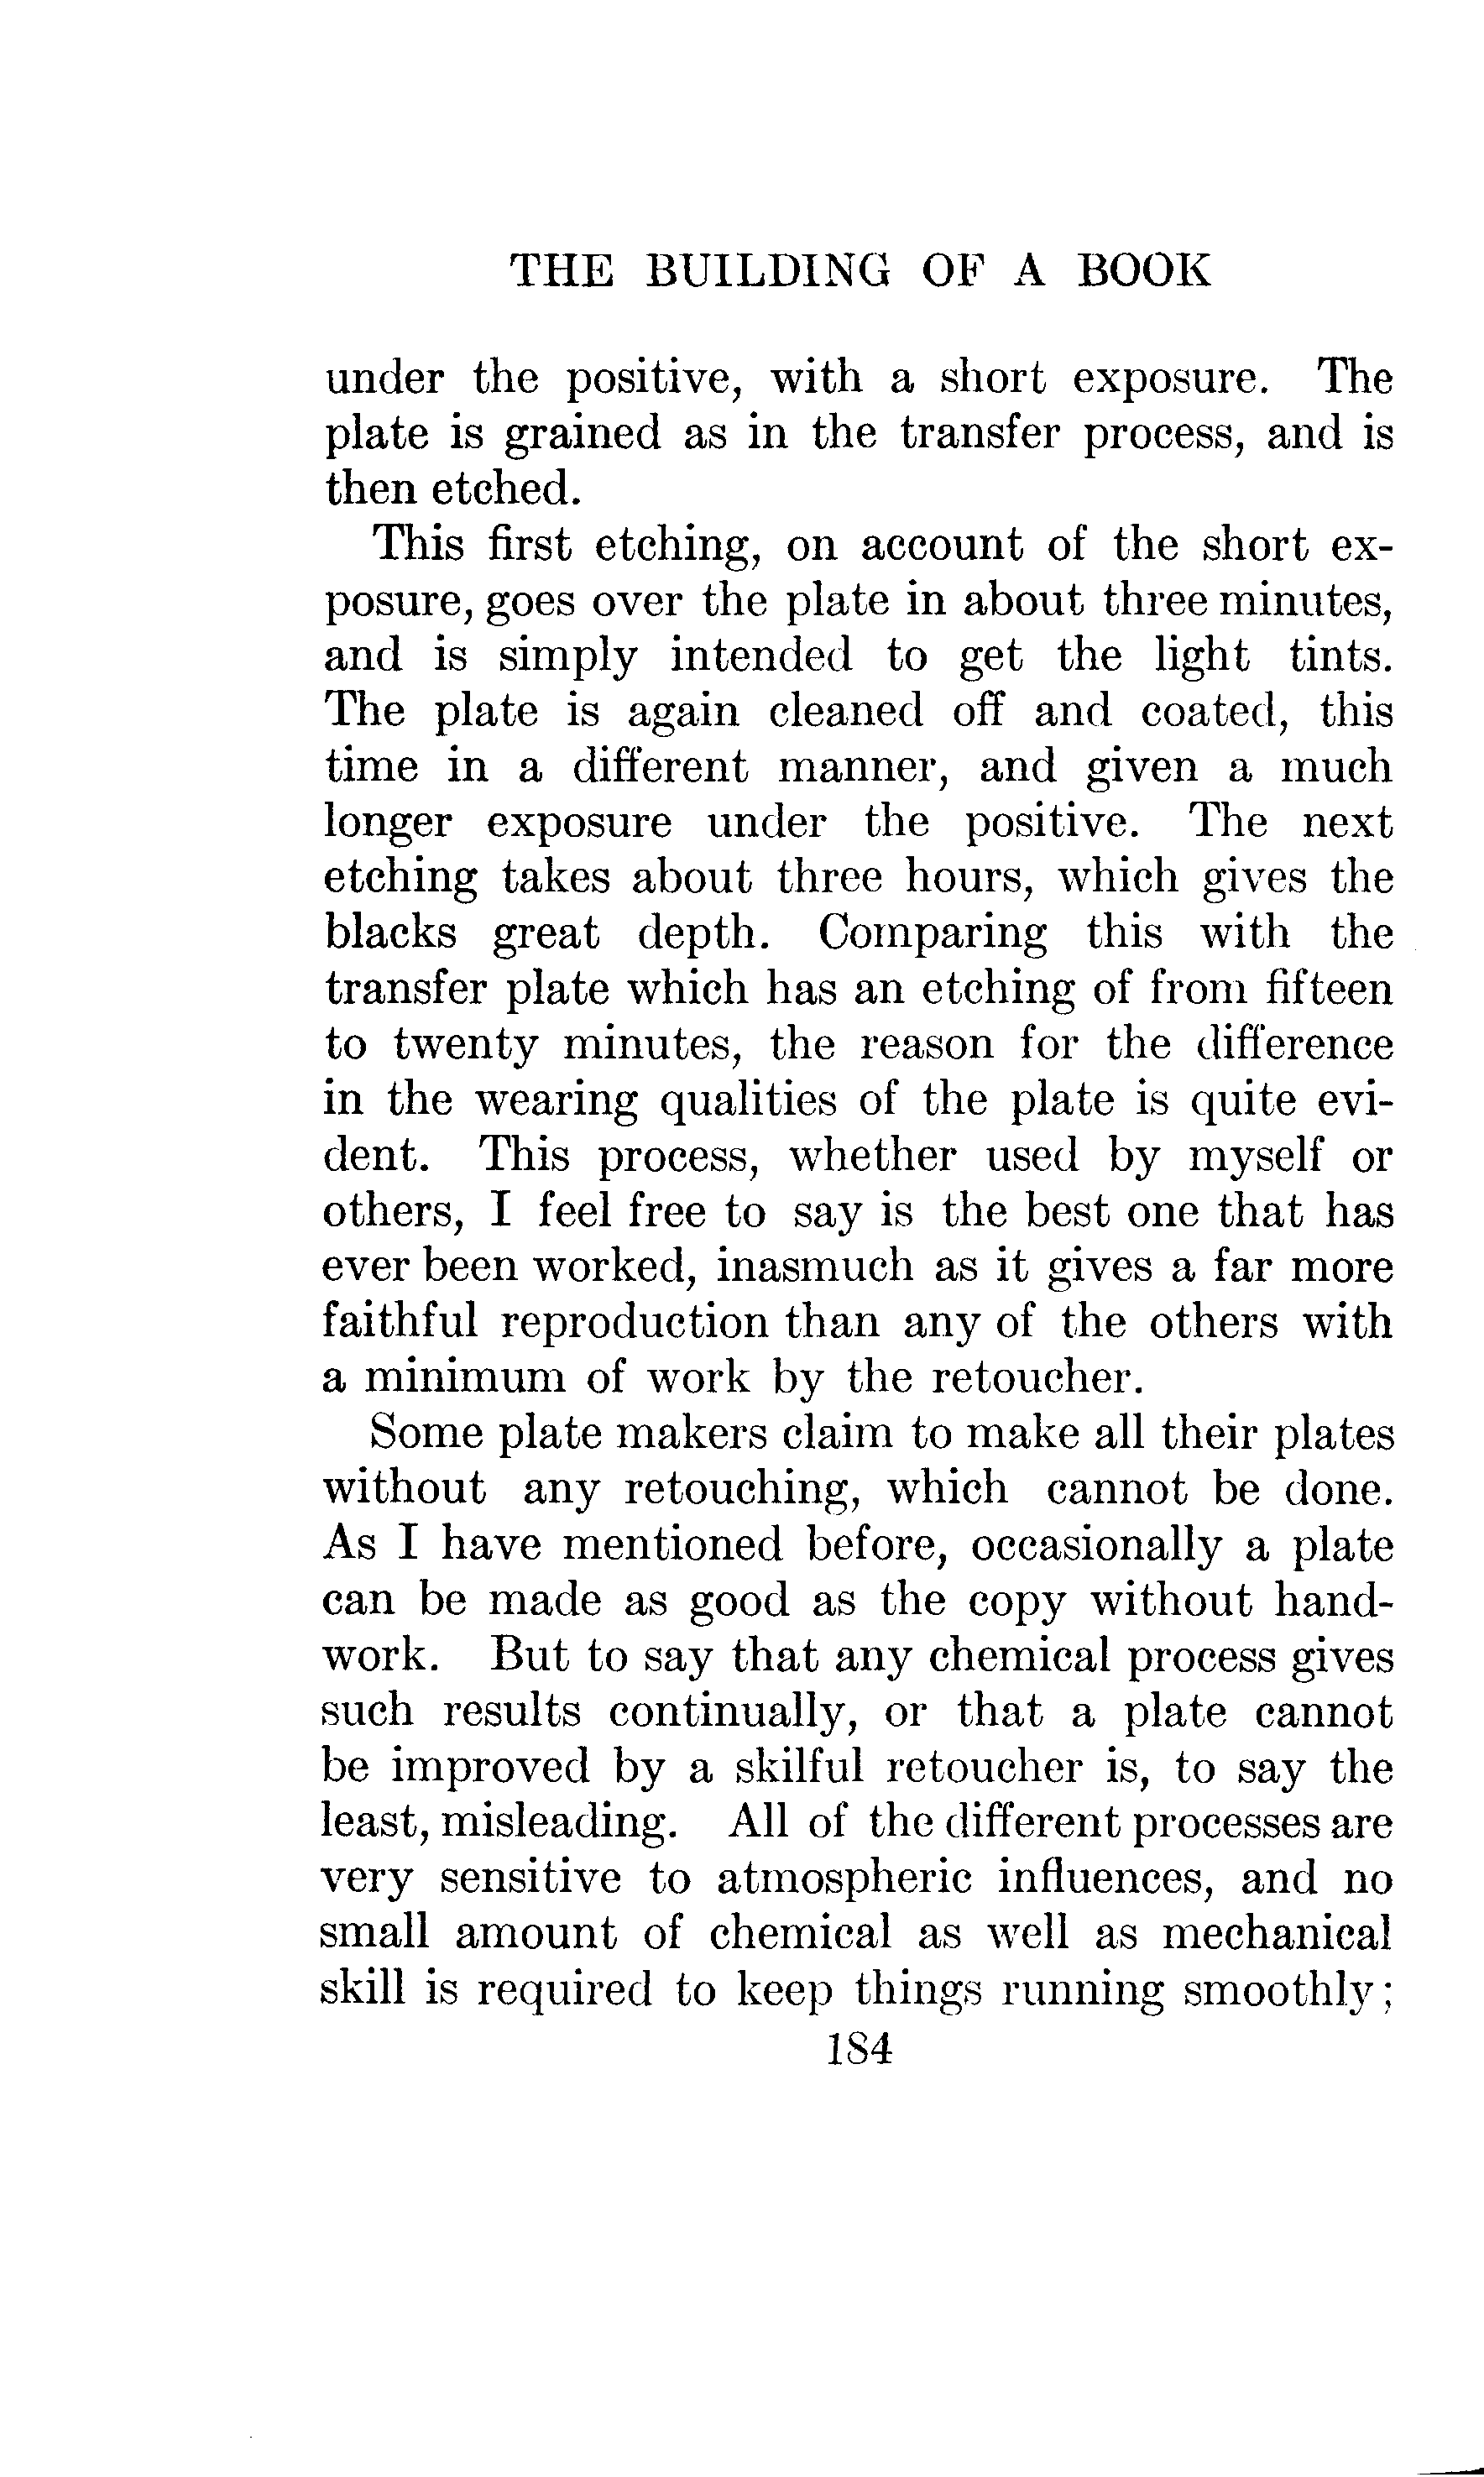 THE BUILDING OF A BOOK
under the positive, with a short exposure. The
plate is grained as in the transfer process, and is
then etched.
This first etching, on account of the short ex-
posure, goes over the plate in about three minutes,
and is simply intended to get the light tints.
The plate is again cleaned off and coated, this
time in a different manner, and given a much
longer exposure under the positive. The next
etching takes about three hours, which gives the
blacks great depth. Comparing this with the
transfer plate which has an etching of from fifteen
to twenty minutes, the reason for the difference
in the wearing qualities of the plate is quite evi-
dent. This process, whether used by myself or
others, I feel free to say is the best one that has
ever been worked, inasmuch as it gives a far more
faithful reproduction than any of the others with
a minimum of work by the retoucher.
Some plate makers claim to make all their plates
without any retouching, which cannot be done.
As I have mentioned before, occasionally a plate
can be made as good as the copy without hand-
work. But to say that any chemical process gives
such results continually, or that a plate cannot
be improved by a skilful retoucher is, to say the
least, misleading. All of the different processes are
very sensitive to atmospheric influences, and no
small amount of chemical as well as mechanical
skill is required to keep things running smoothly;
184